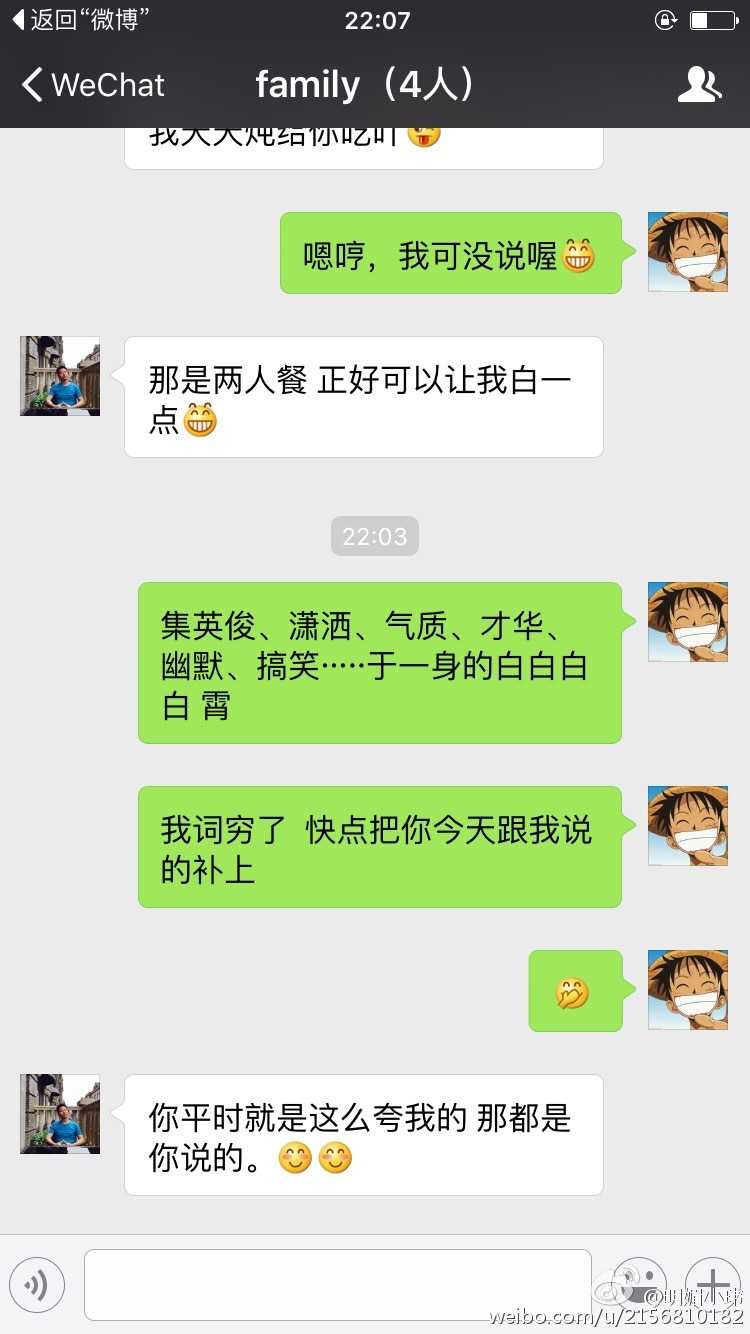 返回“微博”
22:07
WeChat
family（4人）
我天天炖给你吃吖
嗯哼，我可没说喔
那是两人餐 正好可以让我白一
点
22:03
集英俊、潇洒、气质、才华、
幽默、搞笑·····于一身的白白白
白 霄
我词穷了 快点把你今天跟我说
的补上
你平时就是这么夸我的 那都是
你说的。
weibo.com/u/2156810182